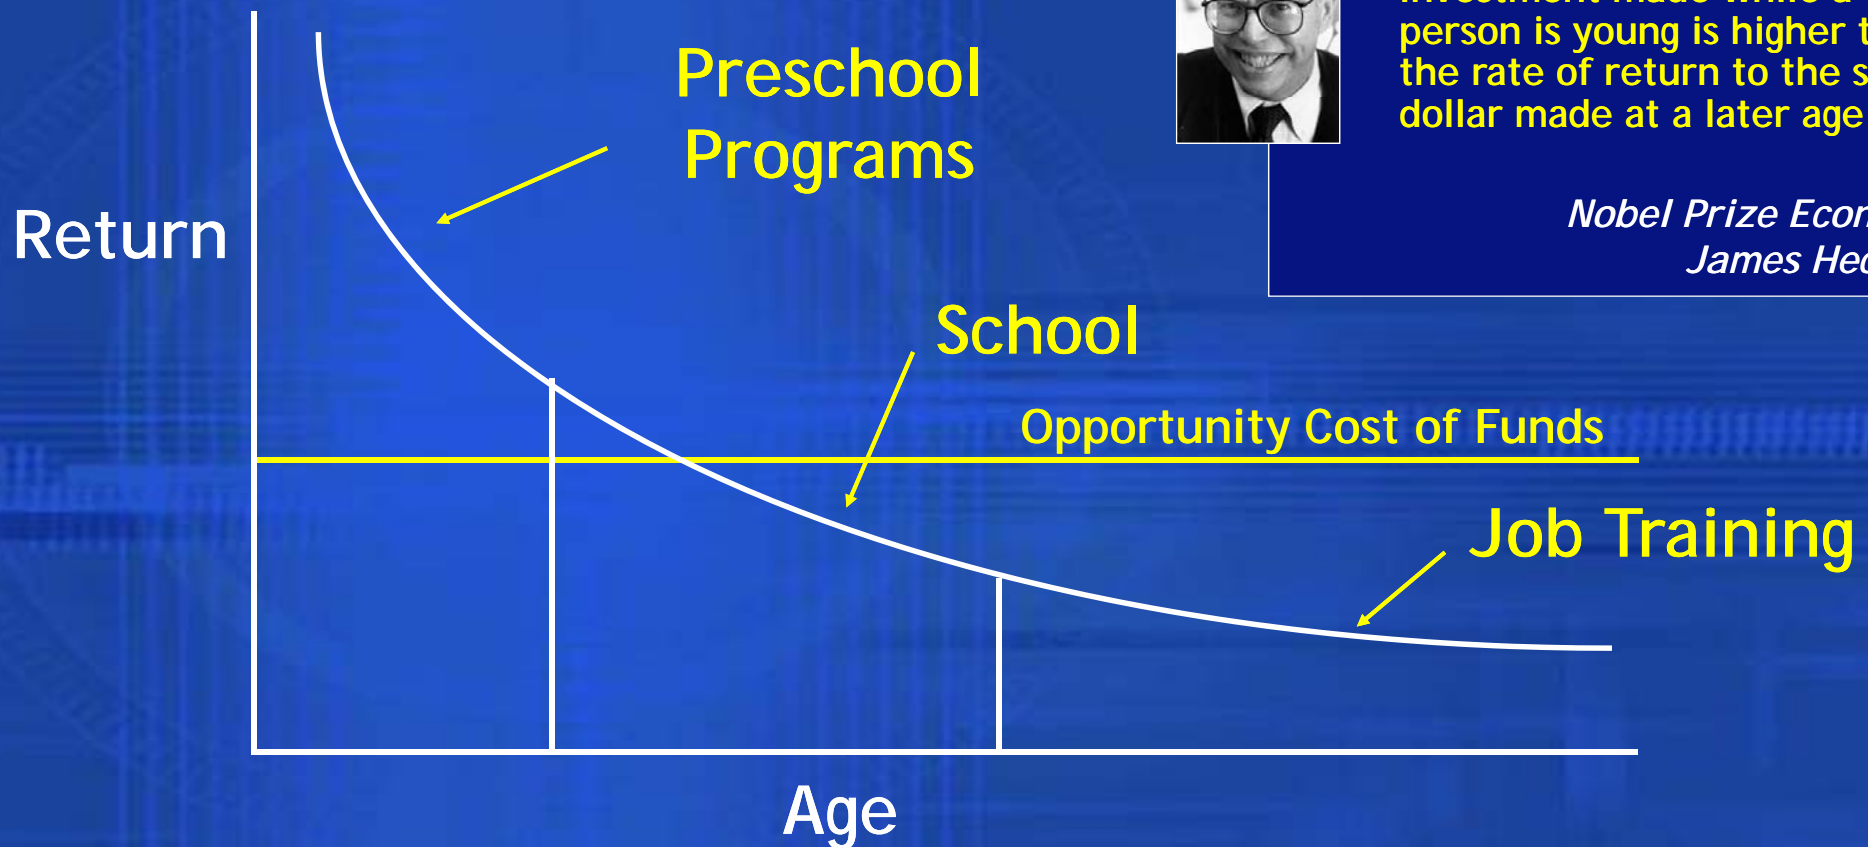 Preschool
Programs
person is young is higher
the rate of return to the
dollar made at a later age
Return
Nobel Prize
James
School
Opportunity Cost of Funds
Job Training
Age